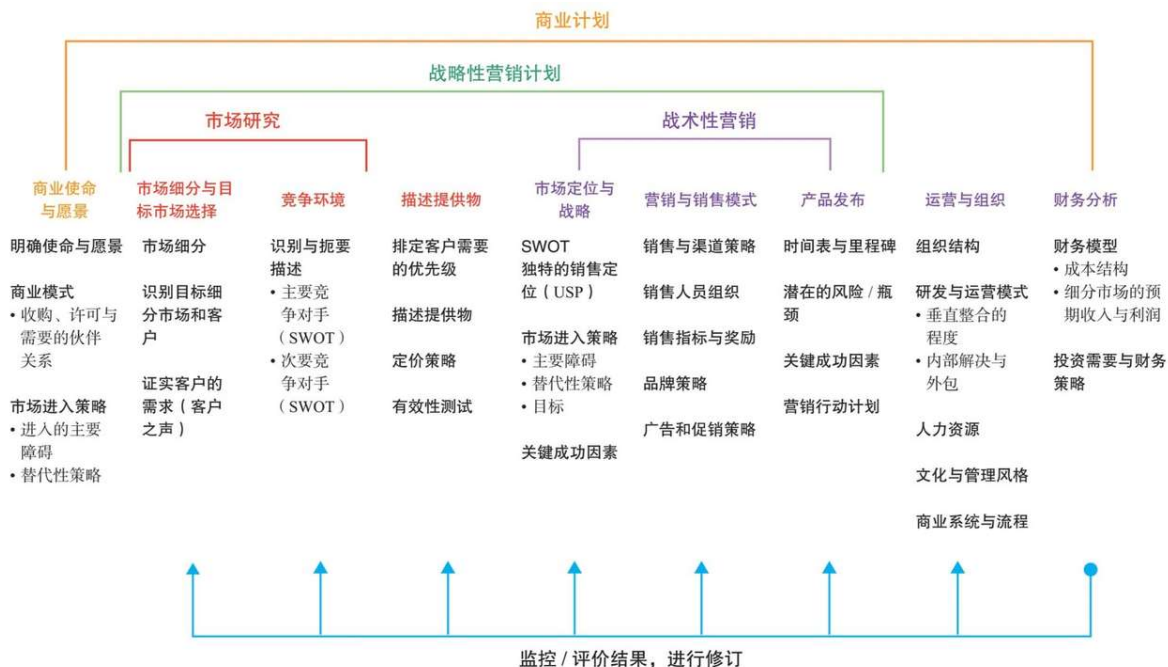 商业计划
战略性营销计划
市场研究
战术性营销
商业使命
与愿景
明确使命与愿景
商业模式
• 收购、许可与
需要的伙伴
关系
市场进入策略
• 进入的主要
障碍
• 替代性策略
市场细分与目
标市场选择
市场细分
识别目标细
分市场和客
户
证实客户的
需求（客户
之声）
竞争环境
识别与扼要
描述
• 主要竞
争对手
（SWOT）
• 次要竞
争对手
（SWOT）
描述提供物
排定客户需要
的优先级
描述提供物
定价策略
有效性测试
市场定位与
战略
SWOT
独特的销售定
位（USP）
市场进入策略
• 主要障碍
• 替代性策略
• 目标
关键成功因素
营销与销售模式
销售与渠道策略
销售人员组织
销售指标与奖励
品牌策略
广告和促销策略
产品发布
时间表与里程碑
潜在的风险 / 瓶
颈
关键成功因素
营销行动计划
运营与组织
组织结构
研发与运营模式
• 垂直整合的
程度
• 内部解决与
外包
人力资源
文化与管理风格
商业系统与流程
财务分析
财务模型
• 成本结构
• 细分市场的预
期收入与利润
投资需要与财务
策略
监控 / 评价结果，进行修订